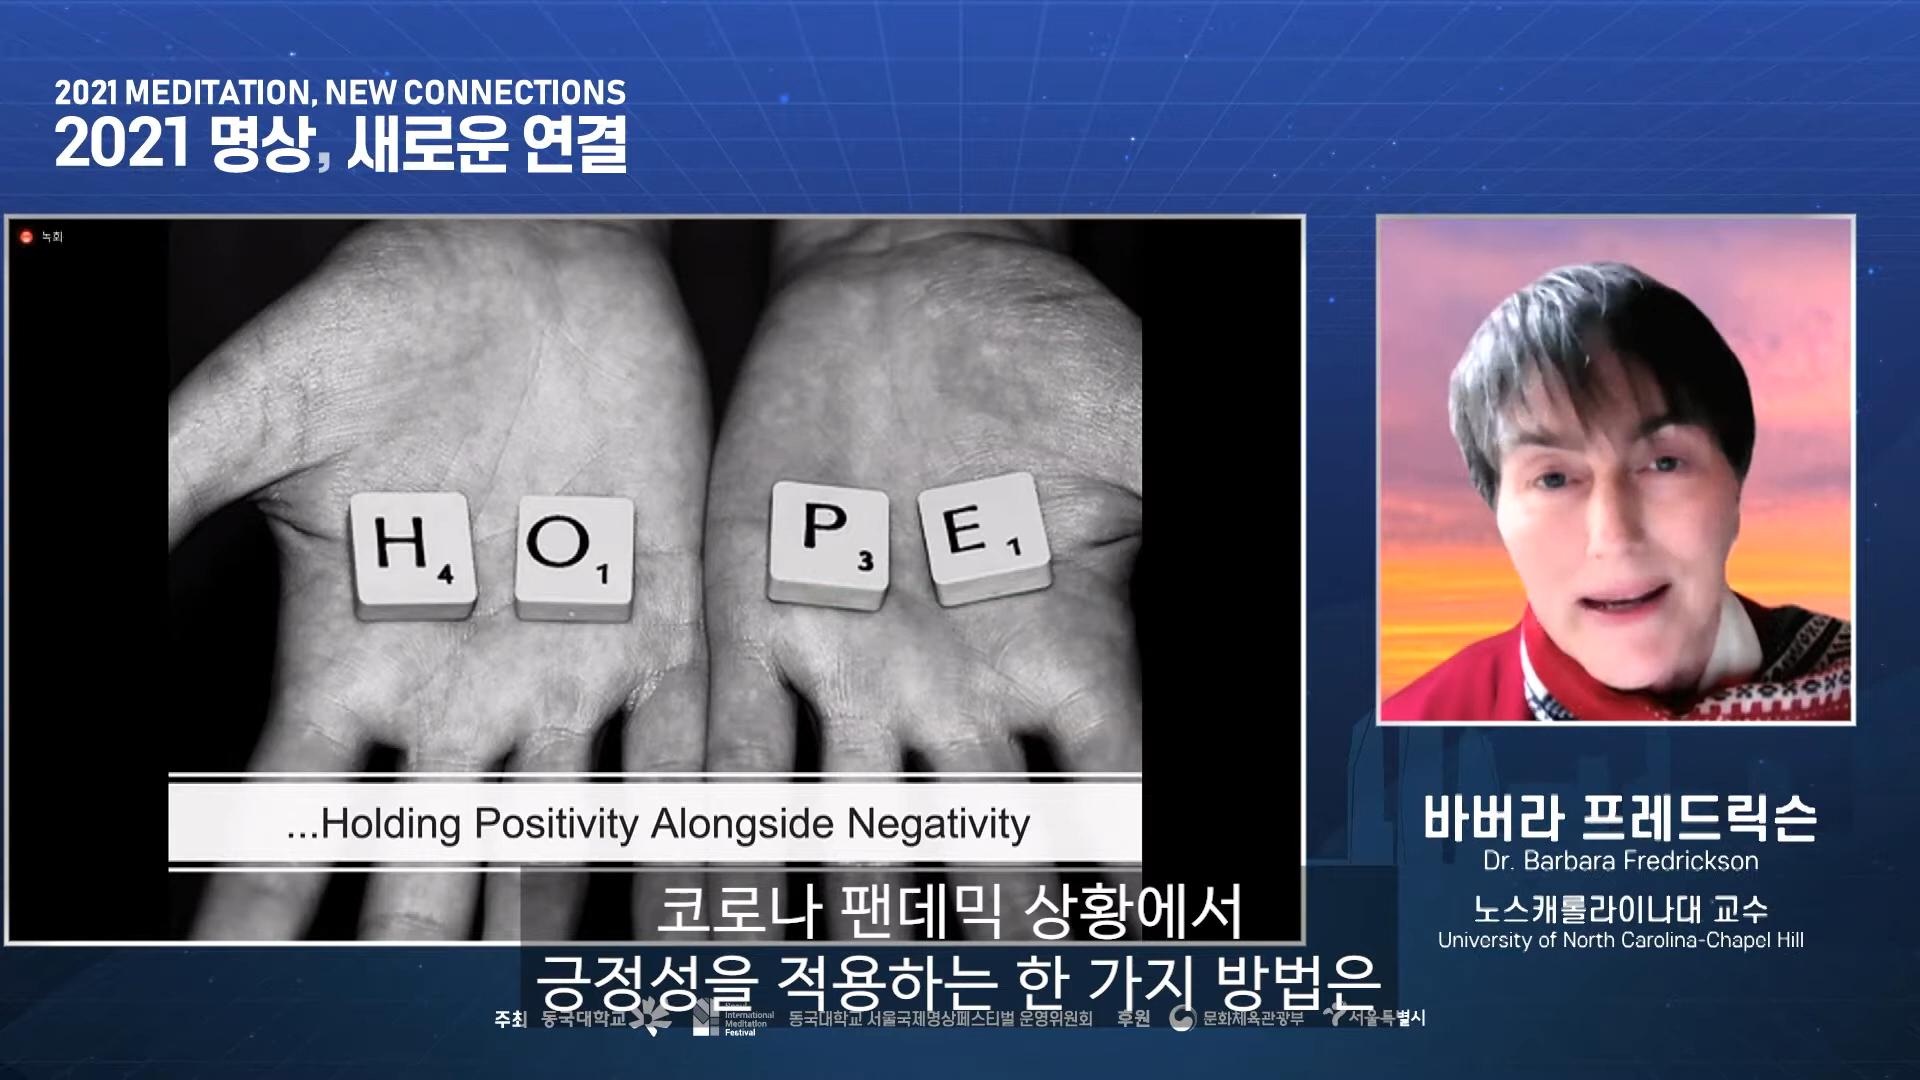 2021 MEDITATION, NEW CONNECTIONS
2021 명상, 새로운 연결
녹화
H4 O1 P3 E1
...Holding Positivity Alongside Negativity
바버라 프레드릭슨
Dr. Barbara Fredrickson
노스캐롤라이나대 교수
University of North Carolina-Chapel Hill
코로나 팬데믹 상황에서
긍정성을 적용하는 한 가지 방법은
주최 동국대학교 International Meditation Festival 동국대학교 서울국제명상페스티벌 운영위원회 후원 문화체육관광부 서울특별시